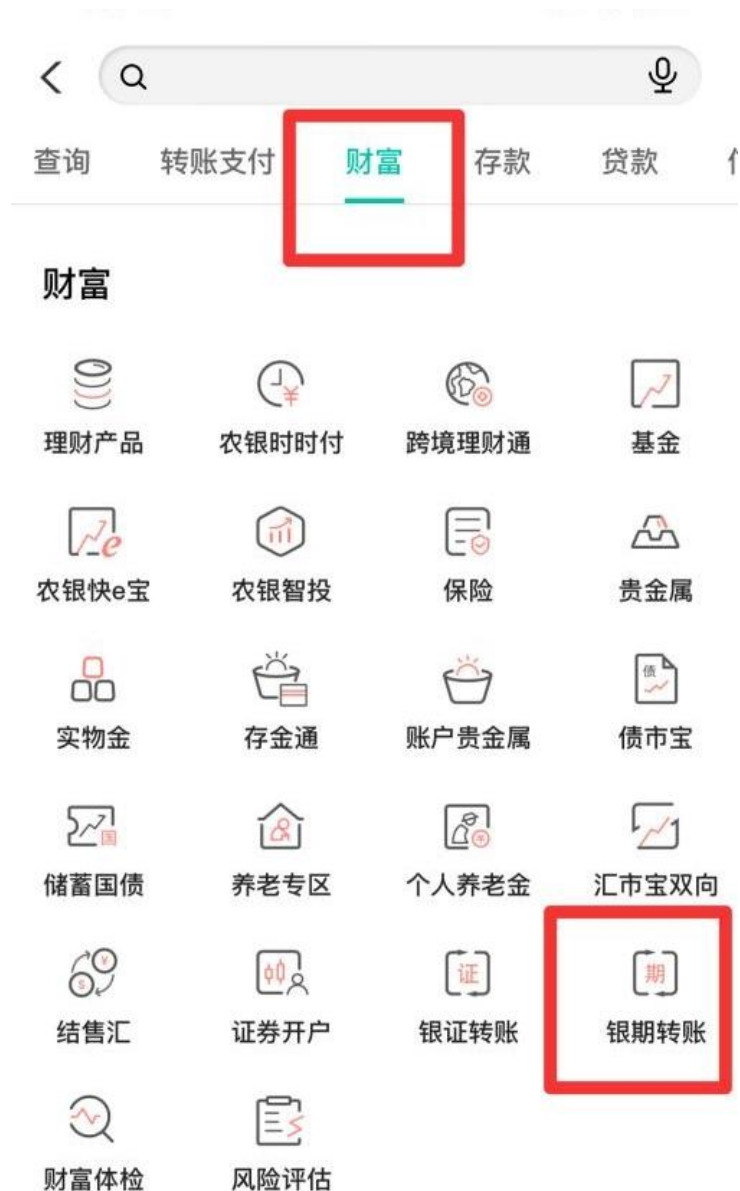 查询 转账支付 财富 存款 贷款
财富
理财产品 农银时时付 跨境理财通 基金
农银快e宝 农银智投 保险 贵金属
实物金 存金通 账户贵金属 债市宝
储蓄国债 养老专区 个人养老金 汇市宝双向
结售汇 证券开户 银证转账 银期转账
财富体检 风险评估